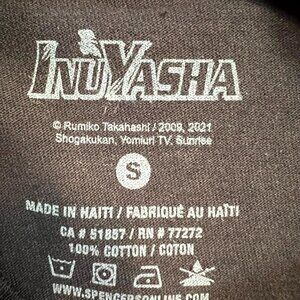 INUYASHA
© Rumiko Takahashi / 2009, 2021
Shogakukan, Yomiuri TV, Sunrise
S
MADE IN HAITI / FABRIQUÉ AU HAÏTI
CA # 51857 / RN # 77272
100% COTTON / COTON
WWW.SPENCERSONLINE.COM